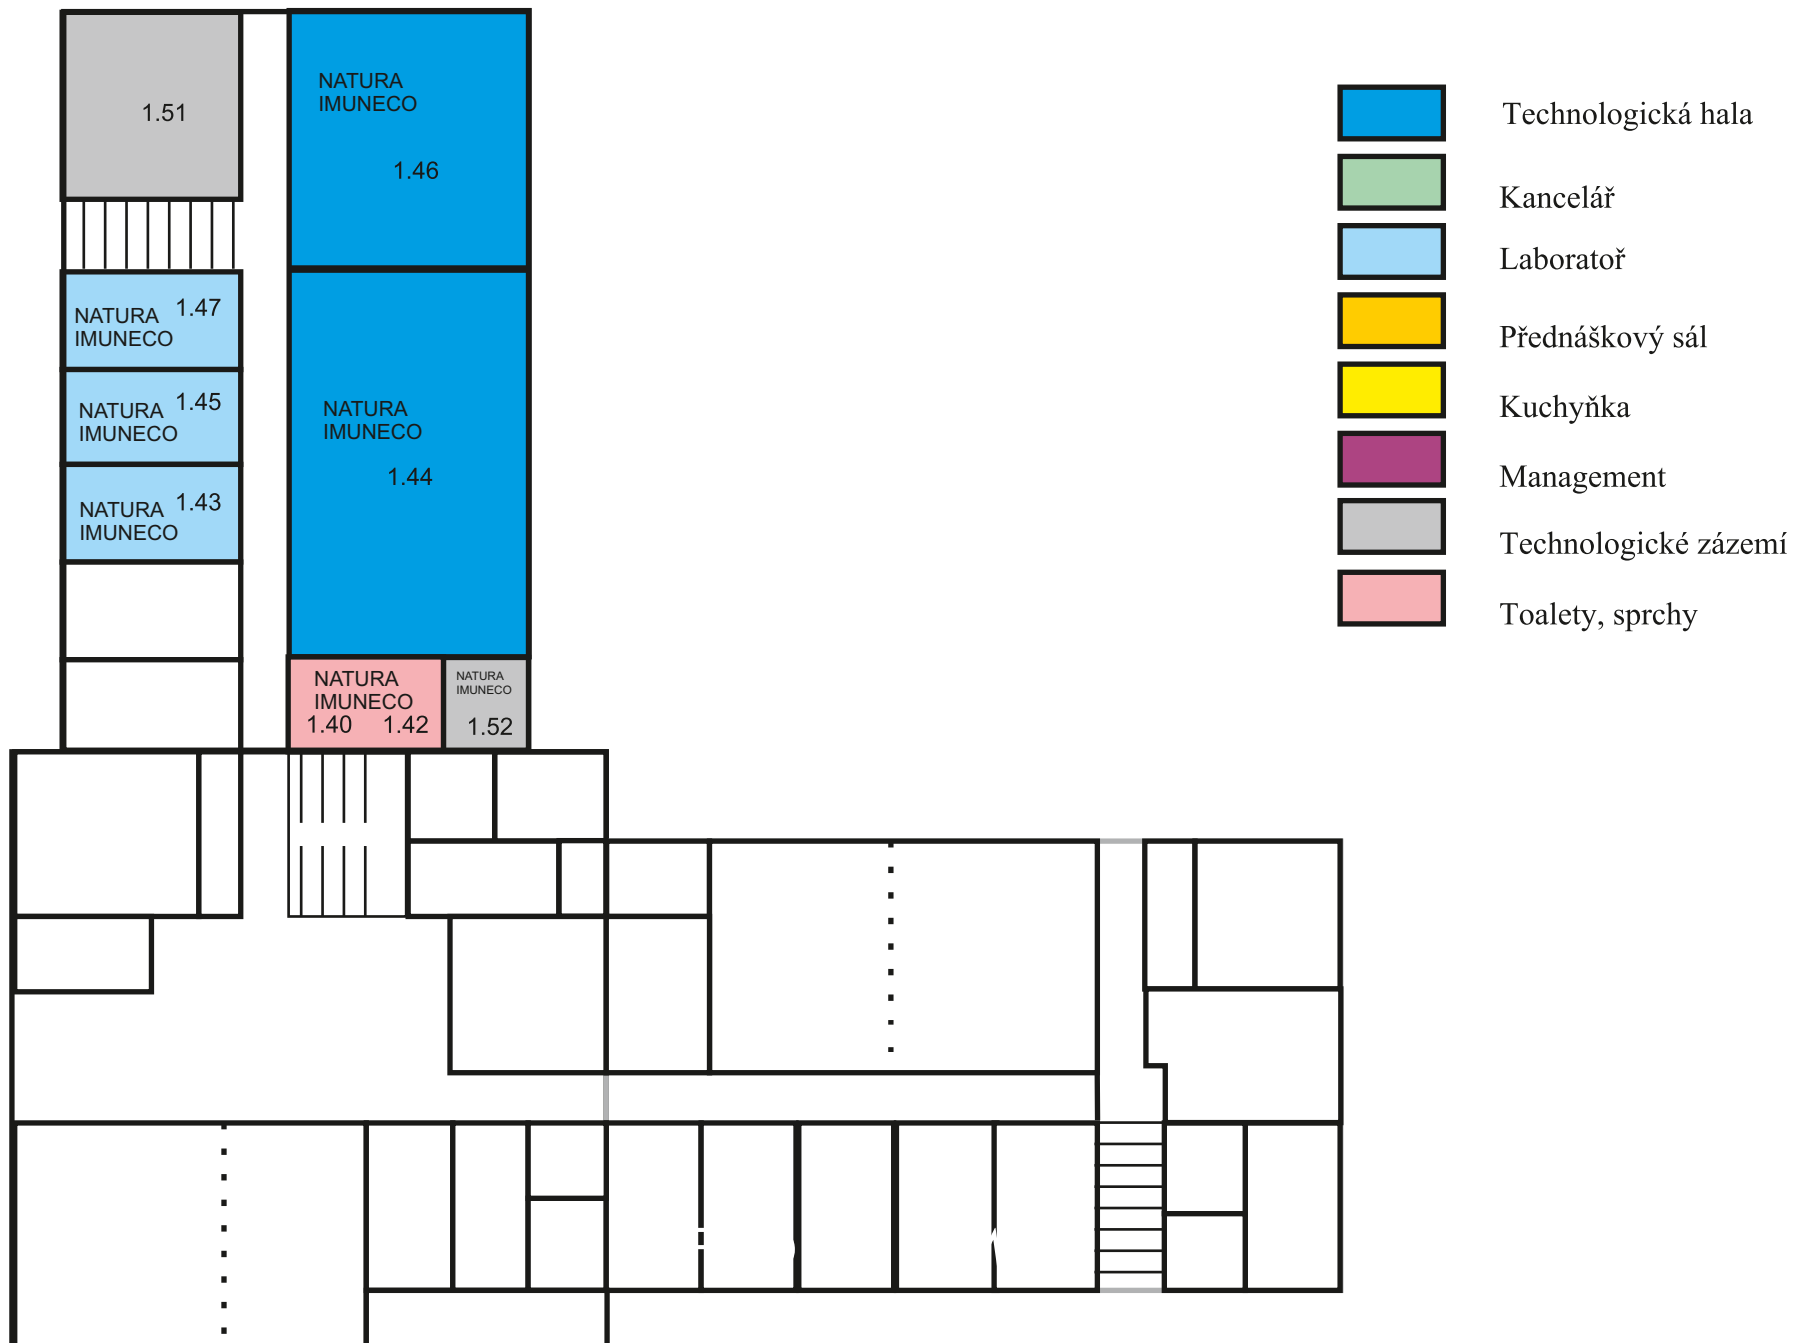 1.51
NATURA
IMUNECO
1.46
NATURA
IMUNECO
1.47
NATURA
IMUNECO
1.45
NATURA
IMUNECO
1.43
NATURA
IMUNECO
1.44
NATURA
IMUNECO
1.40 1.42
NATURA
IMUNECO
1.52
Technologická hala
Kancelář
Laboratoř
Přednáškový sál
Kuchyňka
Management
Technologické zázemí
Toalety, sprchy